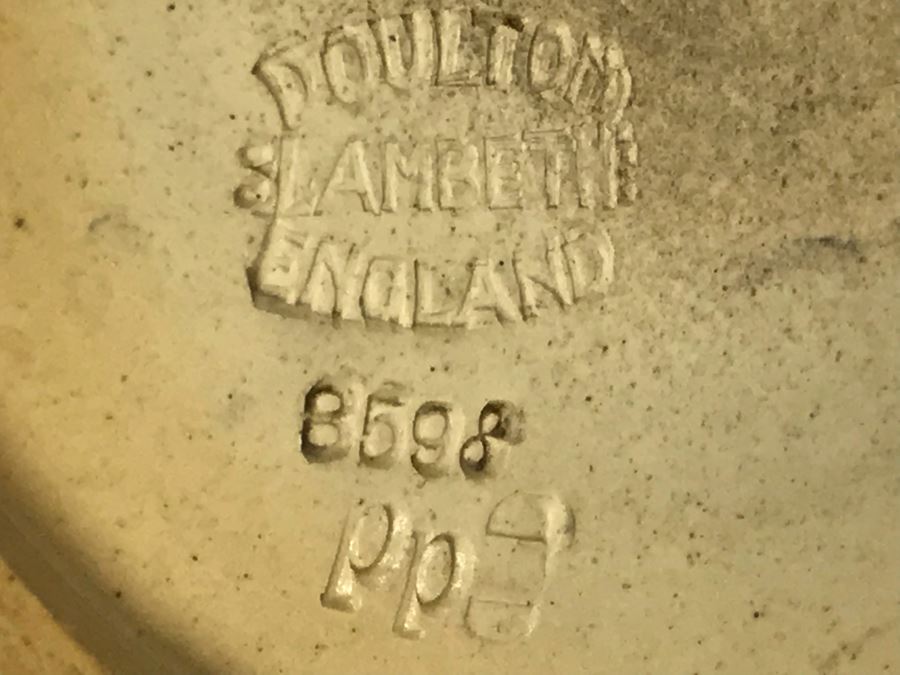 DOULTON
LAMBETH
ENGLAND
8598
pp